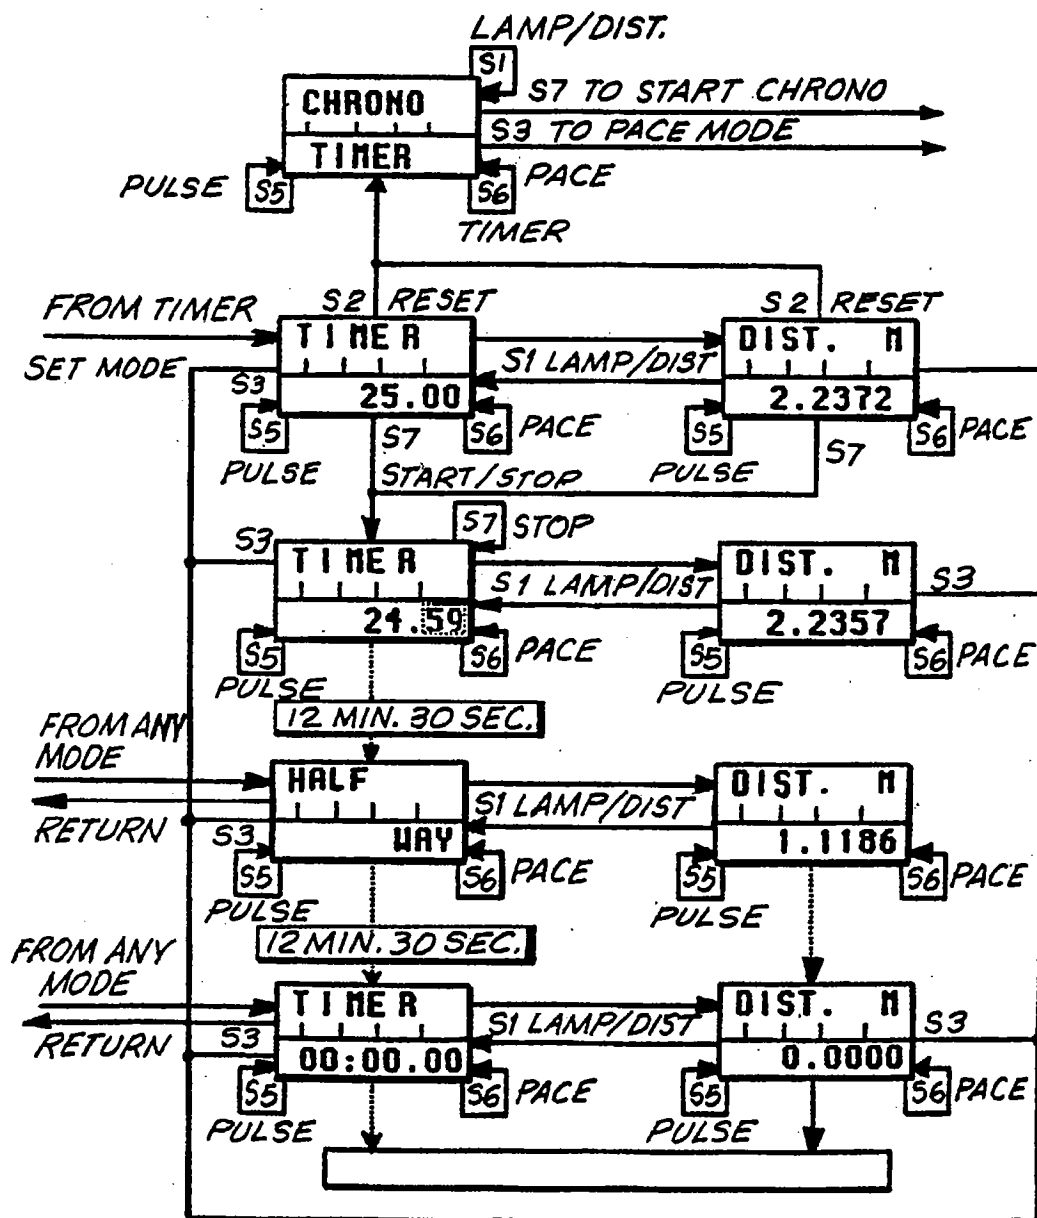 LAMP/DIST.
S1
CHRONO
S7 TO START CHRONO
S3 TO PACE MODE
TIMER
PULSE S5
S6 PACE
TIMER
FROM TIMER
S2 RESET
S2 RESET
TIMER
DIST. M
SET MODE
S1 LAMP/DIST
S3
25.00
2.2372
S5
S6 PACE
S5
S6 PACE
PULSE
S7
PULSE
S7
START/STOP
S7 STOP
S3
TIMER
DIST. M
S3
S1 LAMP/DIST
24.59
2.2357
S5
S6 PACE
S5
S6 PACE
PULSE
PULSE
12 MIN. 30 SEC.
FROM ANY
MODE
HALF
DIST. M
S1 LAMP/DIST
RETURN
S3
WAY
1.1186
S5
S6 PACE
S5
S6 PACE
PULSE
PULSE
12 MIN. 30 SEC.
FROM ANY
MODE
TIMER
DIST. M
S1 LAMP/DIST
S3
RETURN
S3
00:00.00
0.0000
S5
S6 PACE
S5
S6 PACE
PULSE
PULSE